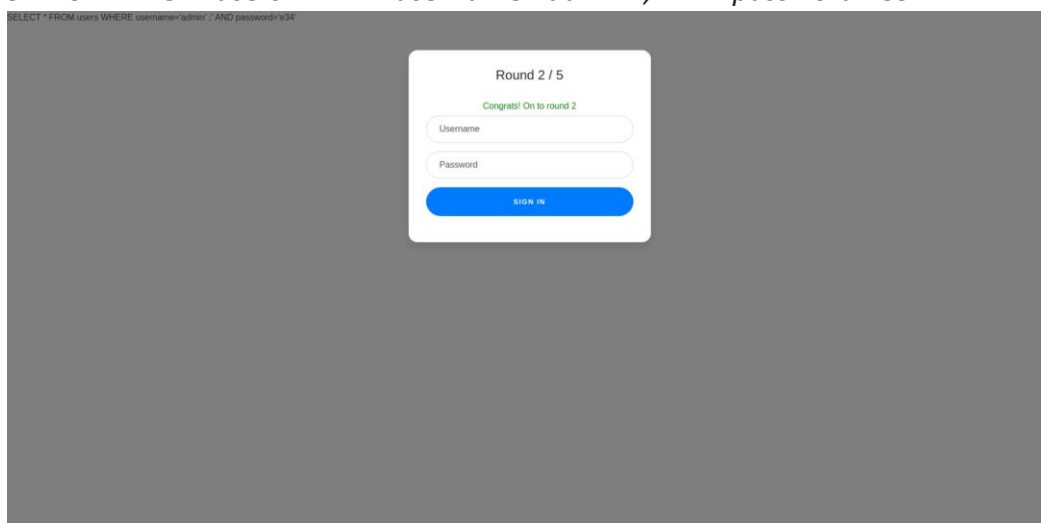 SELECT * FROM users WHERE username='admin' ;' AND password='e34'
Round 2 / 5
Congrats! On to round 2
Username
Password
SIGN IN